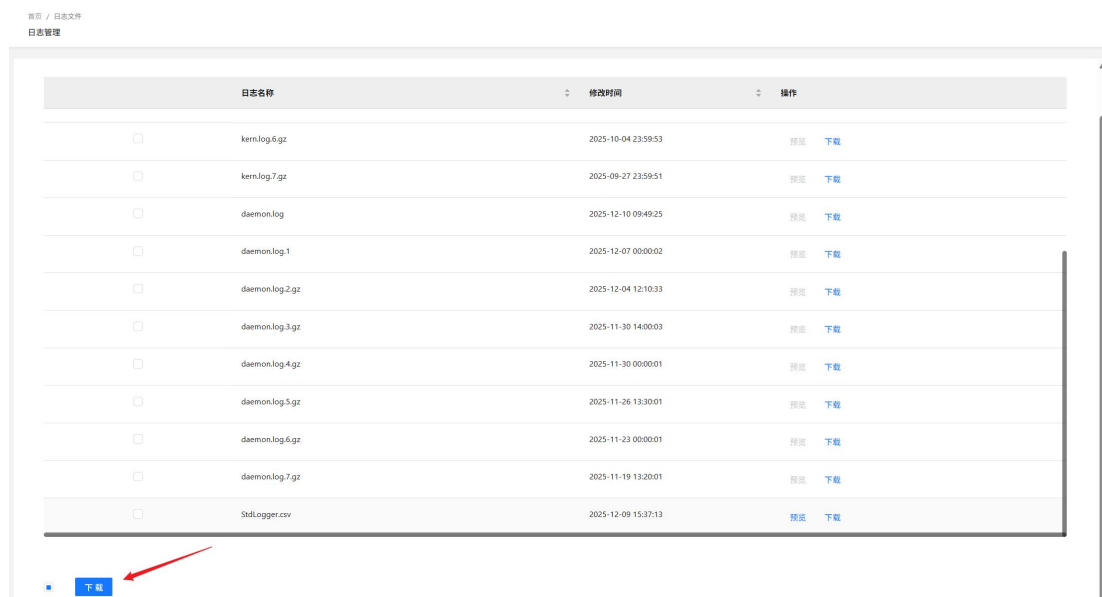 首页 / 日志文件
日志管理
日志名称 修改时间 操作
kern.log.6.gz 2025-10-04 23:59:53 预览 下载
kern.log.7.gz 2025-09-27 23:59:51 预览 下载
daemon.log 2025-12-10 09:49:25 预览 下载
daemon.log.1 2025-12-07 00:00:02 预览 下载
daemon.log.2.gz 2025-12-04 12:10:33 预览 下载
daemon.log.3.gz 2025-11-30 14:00:03 预览 下载
daemon.log.4.gz 2025-11-30 00:00:01 预览 下载
daemon.log.5.gz 2025-11-26 13:30:01 预览 下载
daemon.log.6.gz 2025-11-23 00:00:01 预览 下载
daemon.log.7.gz 2025-11-19 13:20:01 预览 下载
StdLogger.csv 2025-12-09 15:37:13 预览 下载
下 载